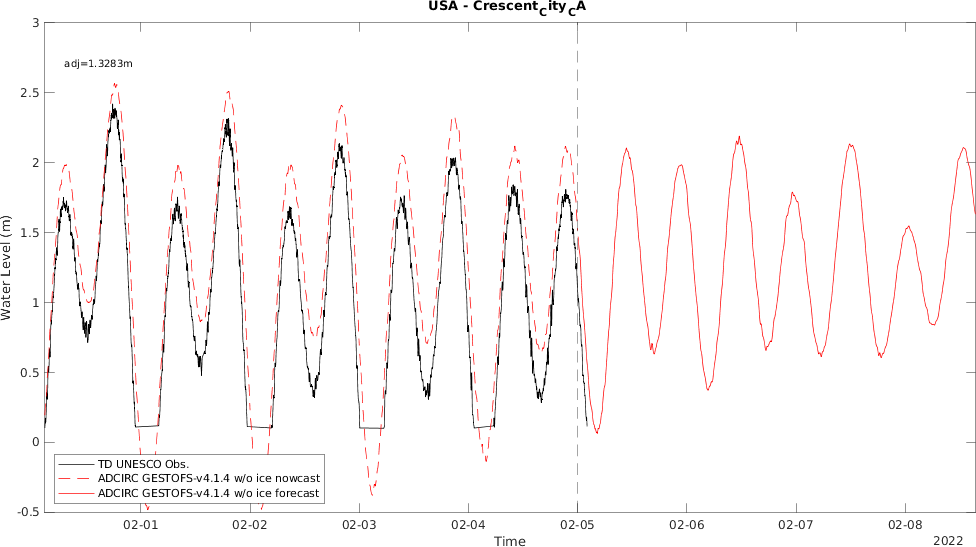 USA - Crescent_City_CA
3
adj=1.3283m
2.5
2
1.5
Water Level (m)
1
0.5
0
TD UNESCO Obs.
ADCIRC GESTOFS-v4.1.4 w/o ice nowcast
ADCIRC GESTOFS-v4.1.4 w/o ice forecast
-0.5
02-01 02-02 02-03 02-04 02-05 02-06 02-07 02-08
Time
2022